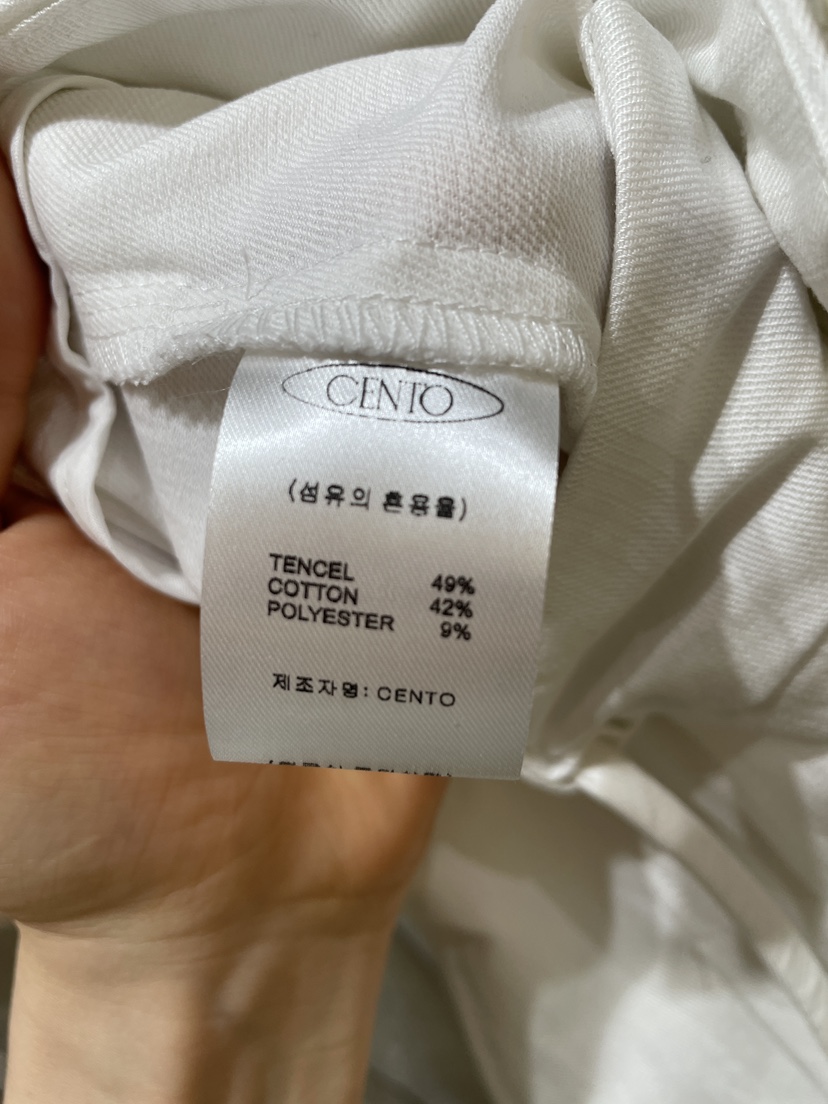 CENTO
(섬유의 혼용율)
TENCEL 49%
COTTON 42%
POLYESTER 9%
제조자명: CENTO